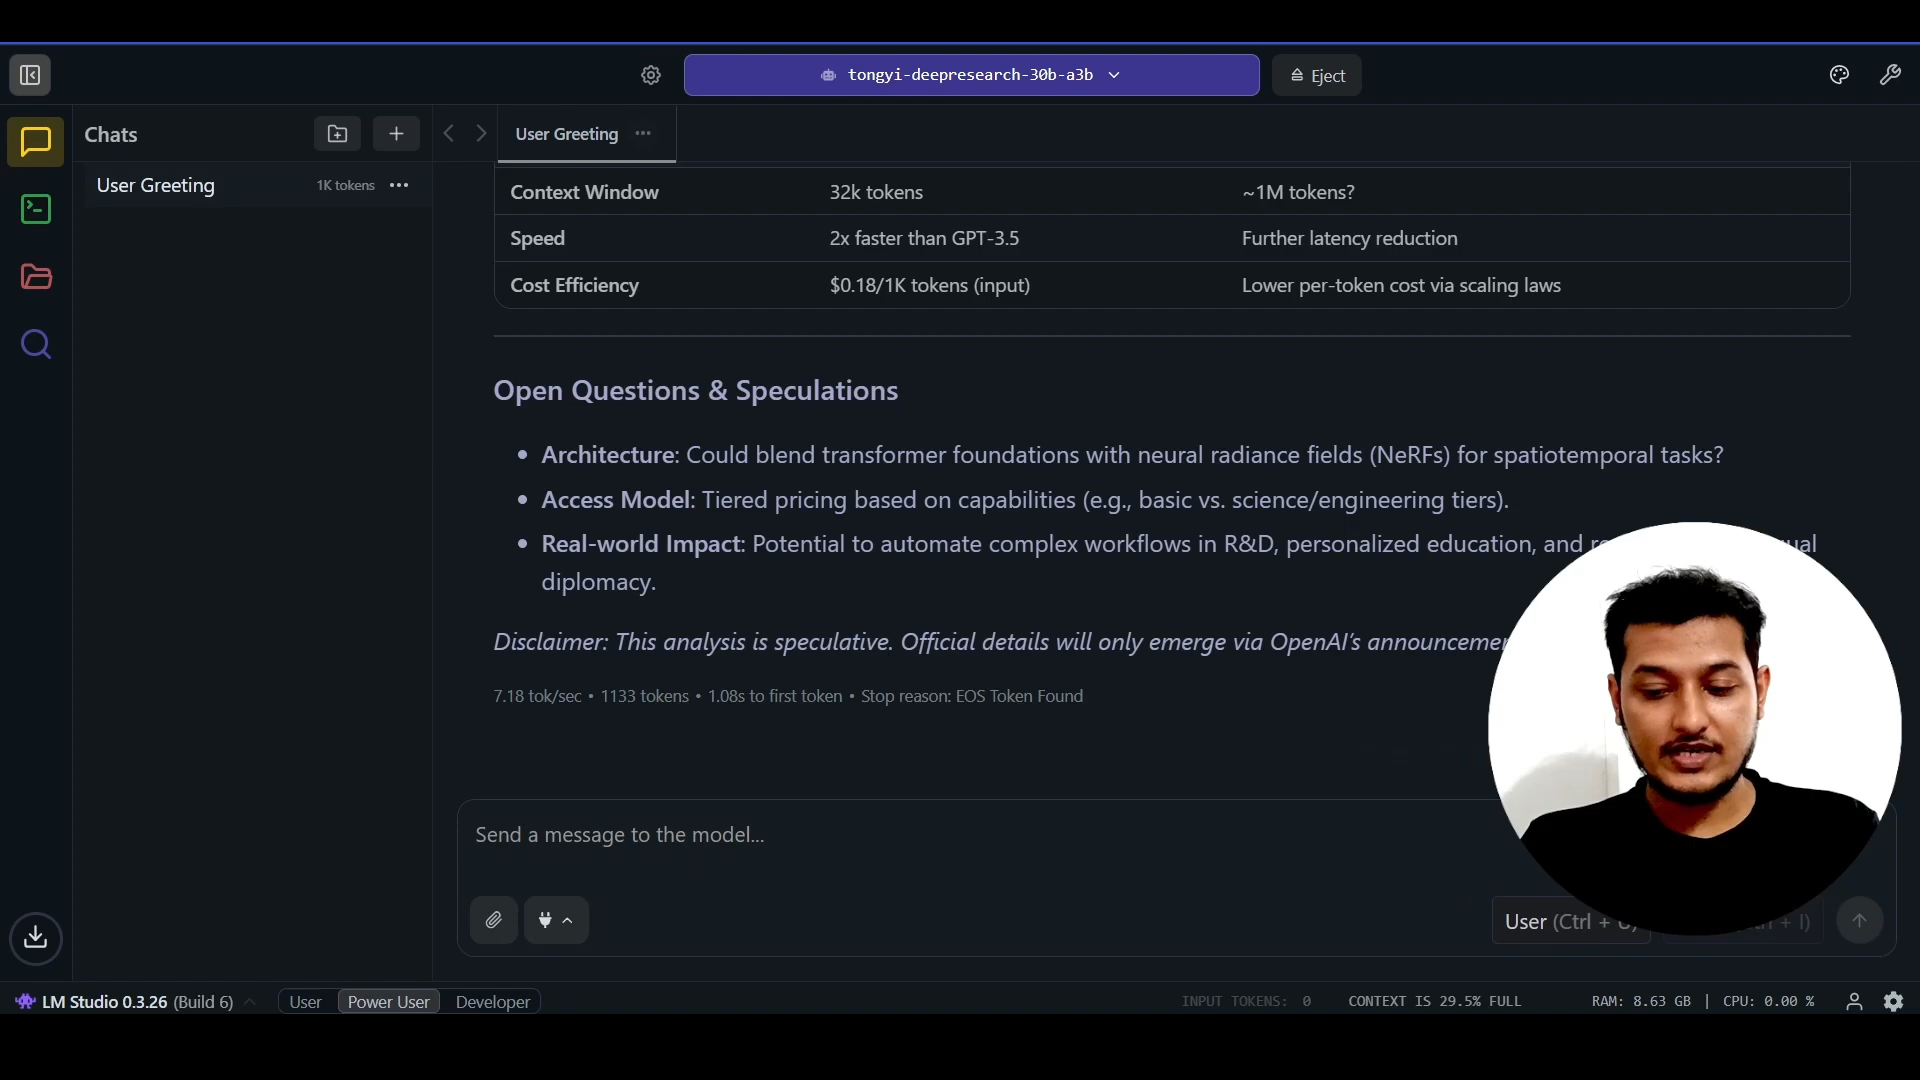 tongyi-deepresearch-30b-a3b
Eject
Chats
User Greeting
User Greeting 1K tokens
Context Window 32k tokens ~1M tokens?
Speed 2x faster than GPT-3.5 Further latency reduction
Cost Efficiency $0.18/1K tokens (input) Lower per-token cost via scaling laws
Open Questions & Speculations
• Architecture: Could blend transformer foundations with neural radiance fields (NeRFs) for spatiotemporal tasks?
• Access Model: Tiered pricing based on capabilities (e.g., basic vs. science/engineering tiers).
• Real-world Impact: Potential to automate complex workflows in R&D, personalized education, and
diplomacy.
Disclaimer: This analysis is speculative. Official details will only emerge via OpenAI's
7.18 tok/sec • 1133 tokens • 1.08s to first token • Stop reason: EOS Token Found
Send a message to the model...
User (Ctrl + + I)
LM Studio 0.3.26 (Build 6) User Power User Developer INPUT TOKENS: 0 CONTEXT IS 29.5% FULL RAM: 8.63 GB | CPU: 0.00 %